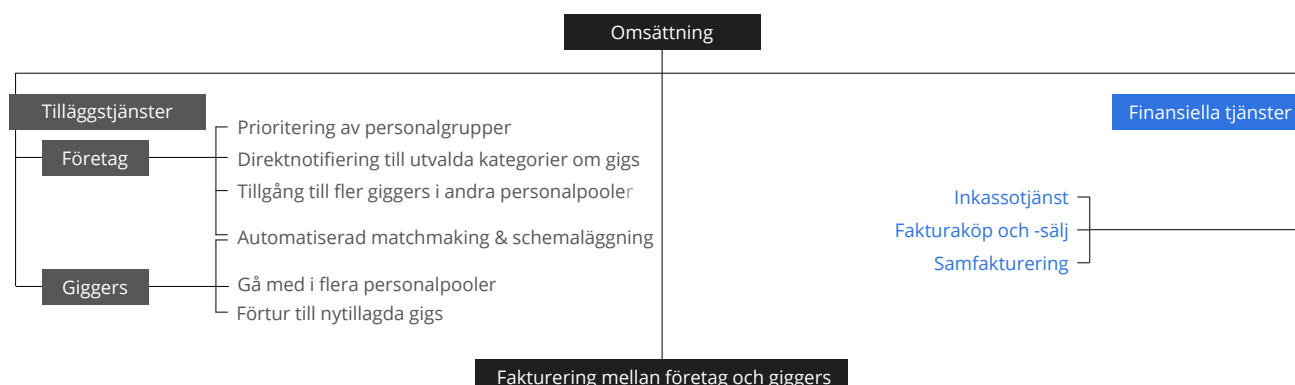 Omsättning
Tilläggstjänster
Företag
Prioritering av personalgrupper
Direktnotifiering till utvalda kategorier om gigs
Tillgång till fler giggers i andra personalpooler
Automatiserad matchmaking & schemaläggning
Giggers
Gå med i flera personalpooler
Förtur till nytillagda gigs
Finansiella tjänster
Inkassotjänst
Fakturaköp och -sälj
Samfakturering
Fakturering mellan företag och giggers